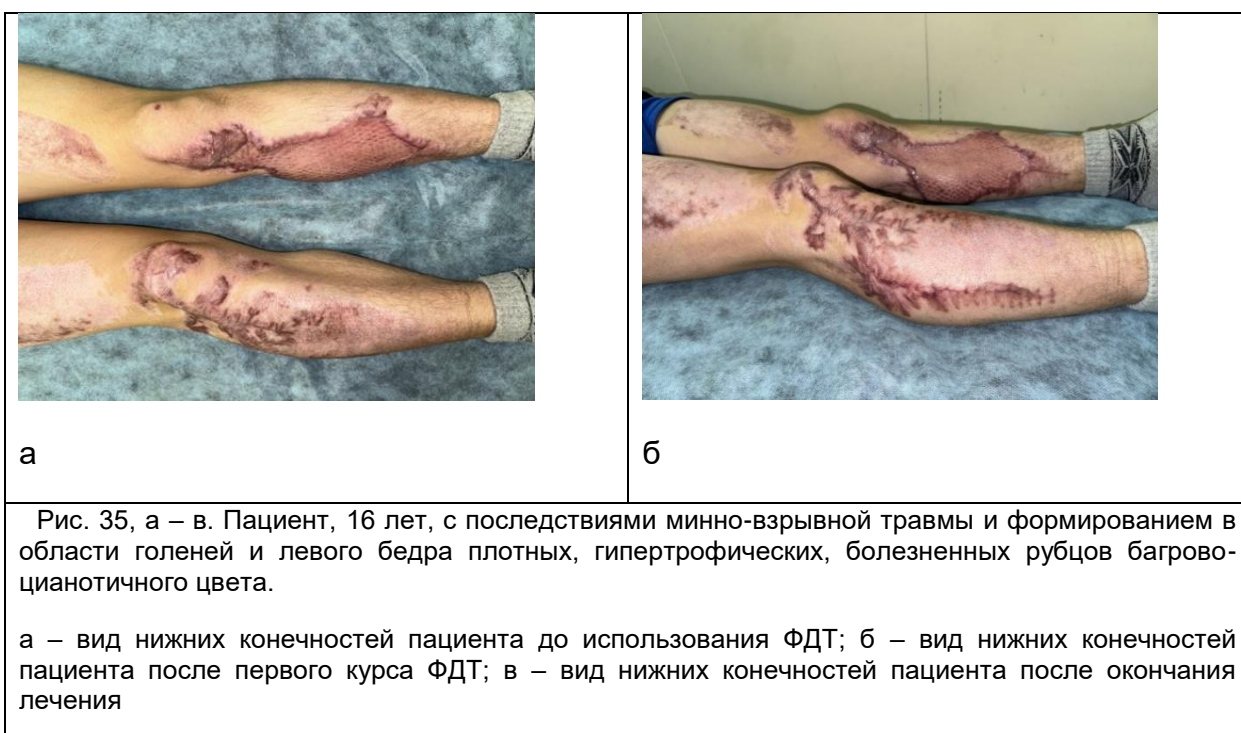 а
б
Рис. 35, а – в. Пациент, 16 лет, с последствиями минно-взрывной травмы и формированием в
области голеней и левого бедра плотных, гипертрофических, болезненных рубцов багрово-
цианотичного цвета.
а – вид нижних конечностей пациента до использования ФДТ; б – вид нижних конечностей
пациента после первого курса ФДТ; в – вид нижних конечностей пациента после окончания
лечения